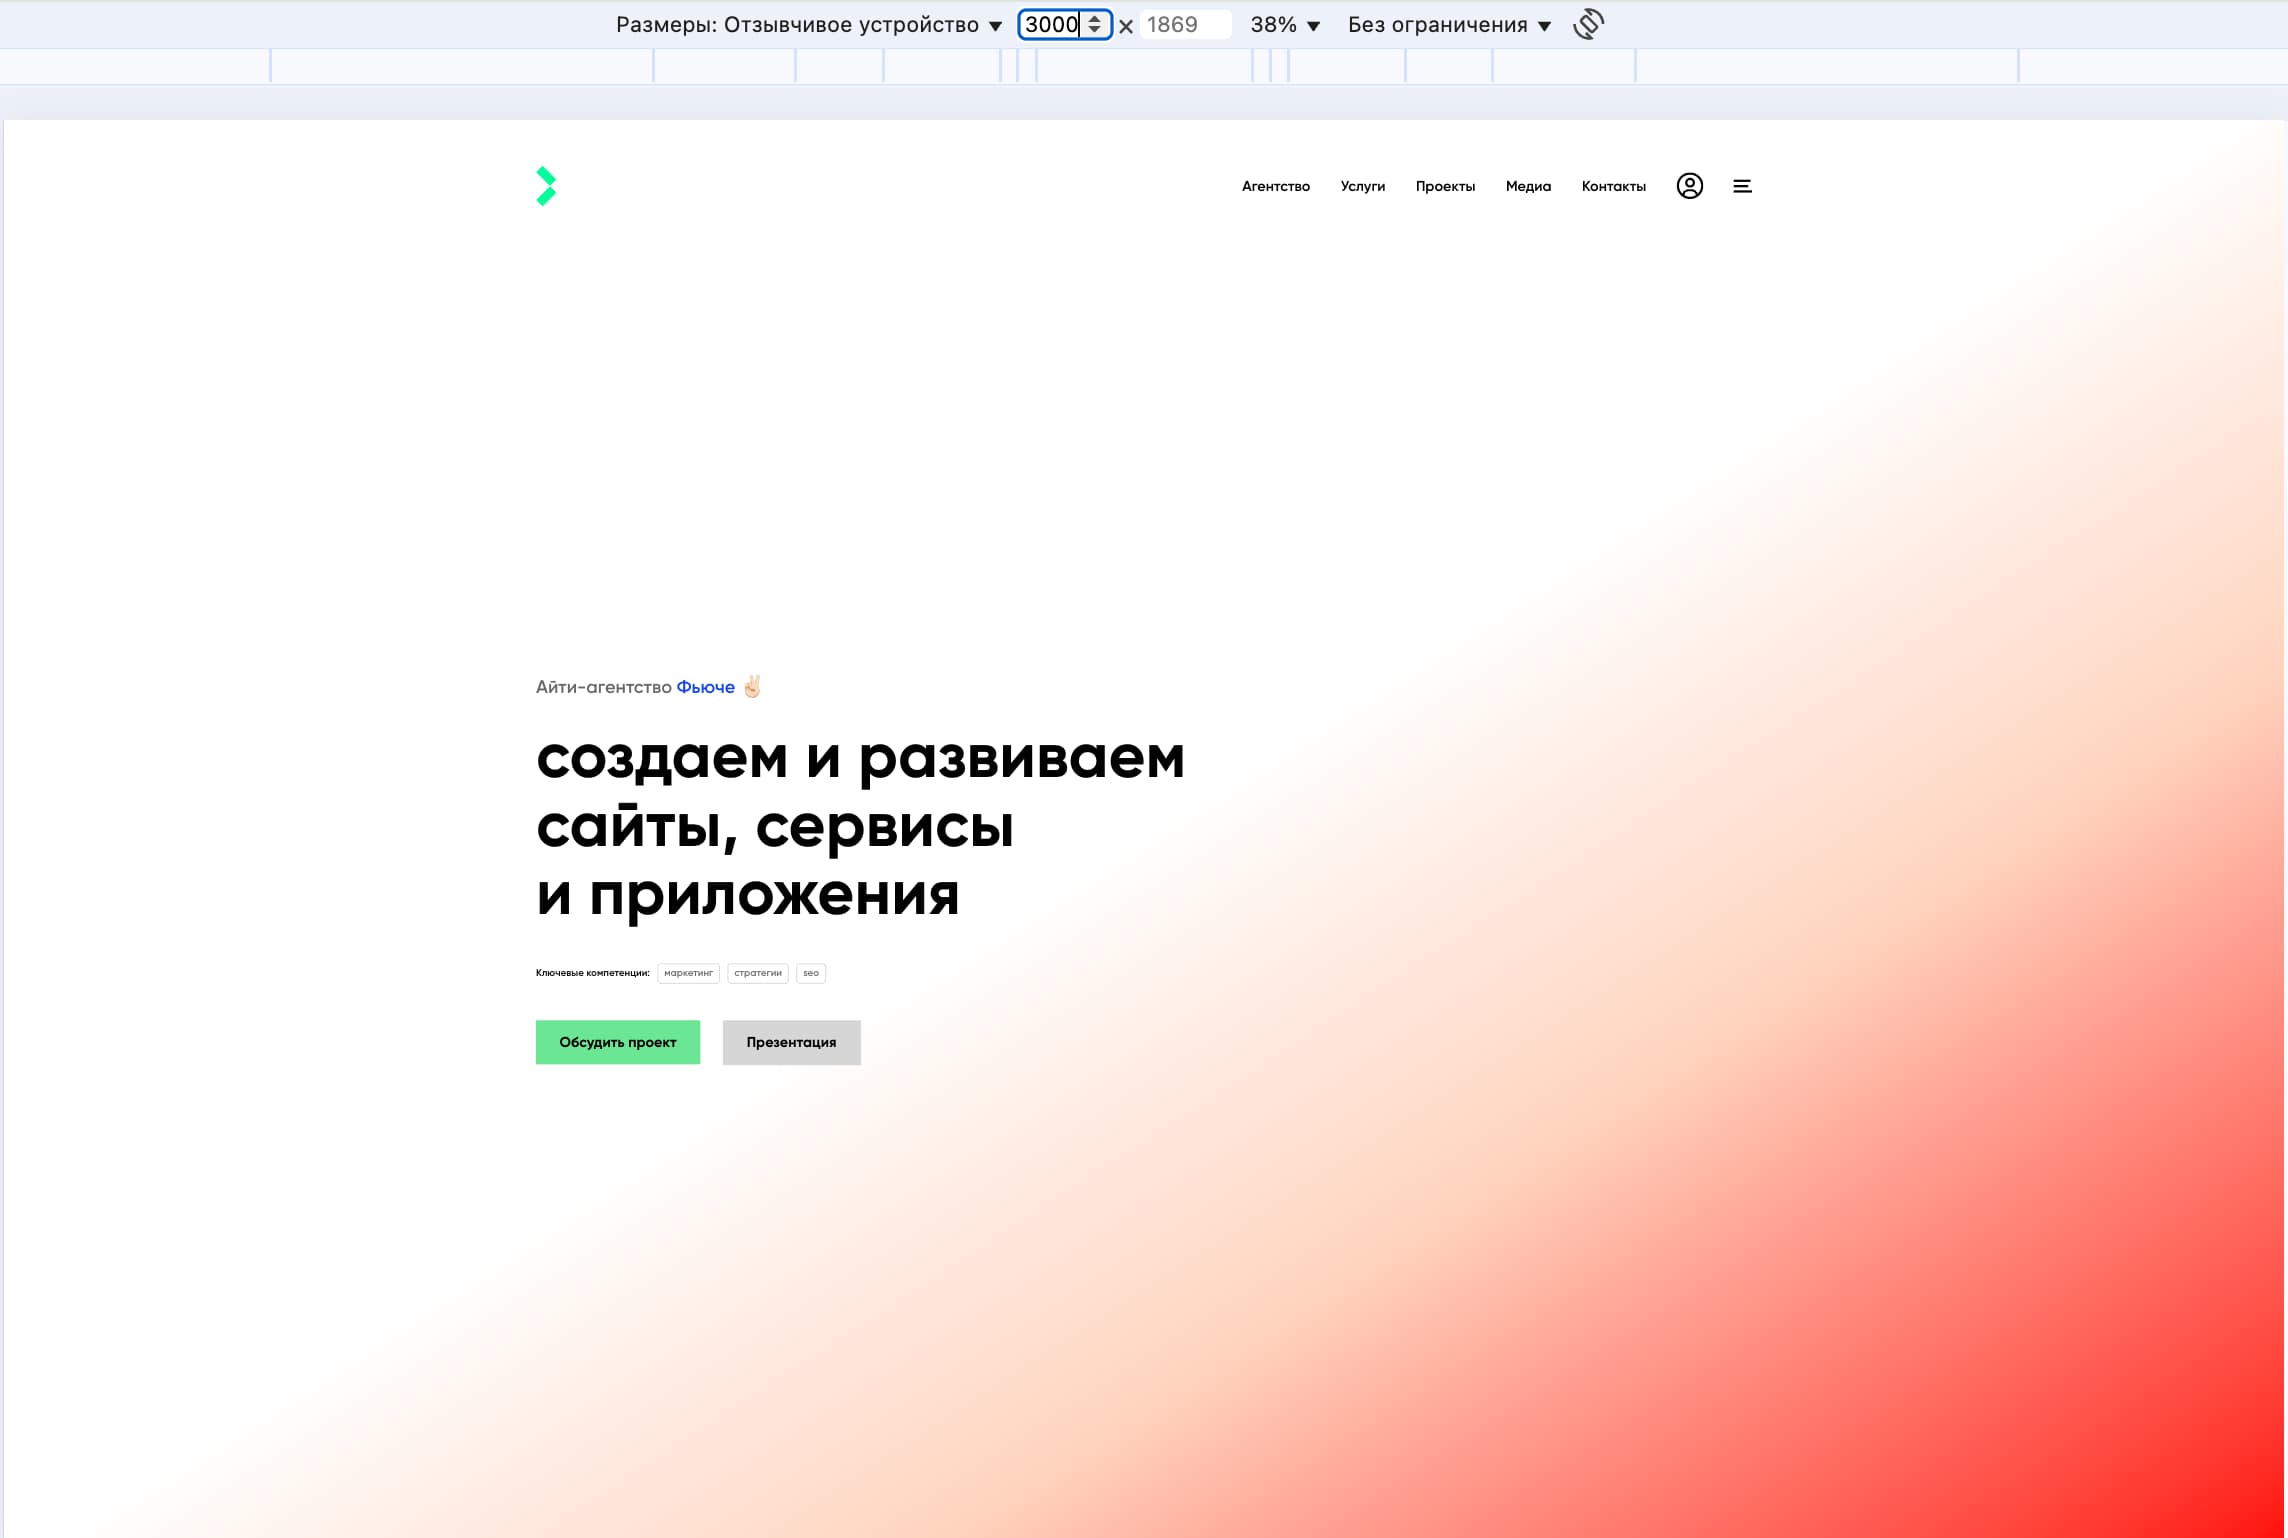 Размеры: Отзывчивое устройство 3000 × 1869 38% Без ограничения
Агентство Услуги Проекты Медиа Контакты
Айти-агентство Фьюче ✌🏻
создаем и развиваем
сайты, сервисы
и приложения
Ключевые компетенции: маркетинг стратегии seo
Обсудить проект Презентация